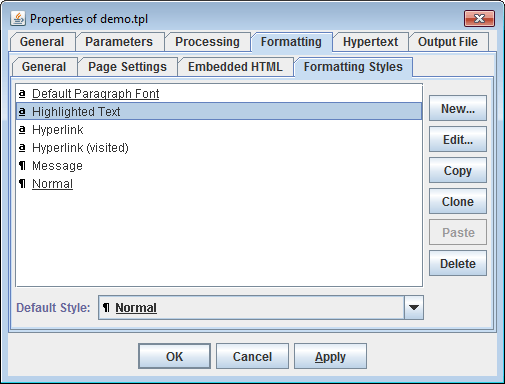 Properties of demo.tpl
General Parameters Processing Formatting Hypertext Output File
General Page Settings Embedded HTML Formatting Styles
a Default Paragraph Font
a Highlighted Text
a Hyperlink
a Hyperlink (visited)
¶ Message
¶ Normal
New...
Edit...
Copy
Clone
Paste
Delete
Default Style: ¶ Normal
OK Cancel Apply